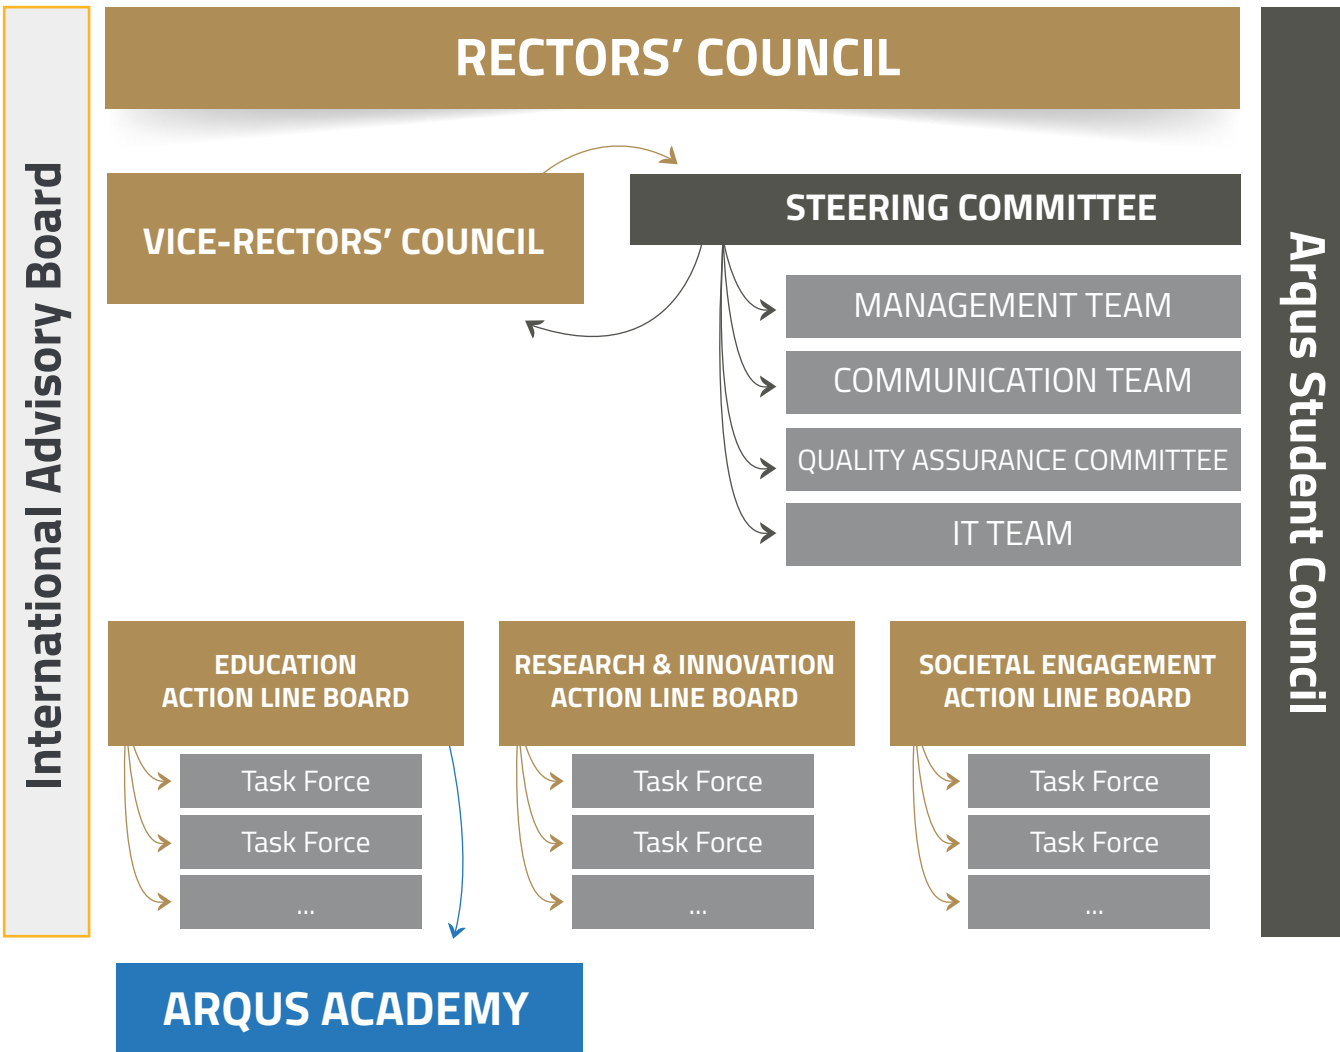 RECTORS’ COUNCIL
International Advisory Board
VICE-RECTORS’ COUNCIL
STEERING COMMITTEE
MANAGEMENT TEAM
COMMUNICATION TEAM
QUALITY ASSURANCE COMMITTEE
IT TEAM
Arqus Student Council
EDUCATION
ACTION LINE BOARD
Task Force
Task Force
...
RESEARCH & INNOVATION
ACTION LINE BOARD
Task Force
Task Force
...
SOCIETAL ENGAGEMENT
ACTION LINE BOARD
Task Force
Task Force
...
ARQUS ACADEMY